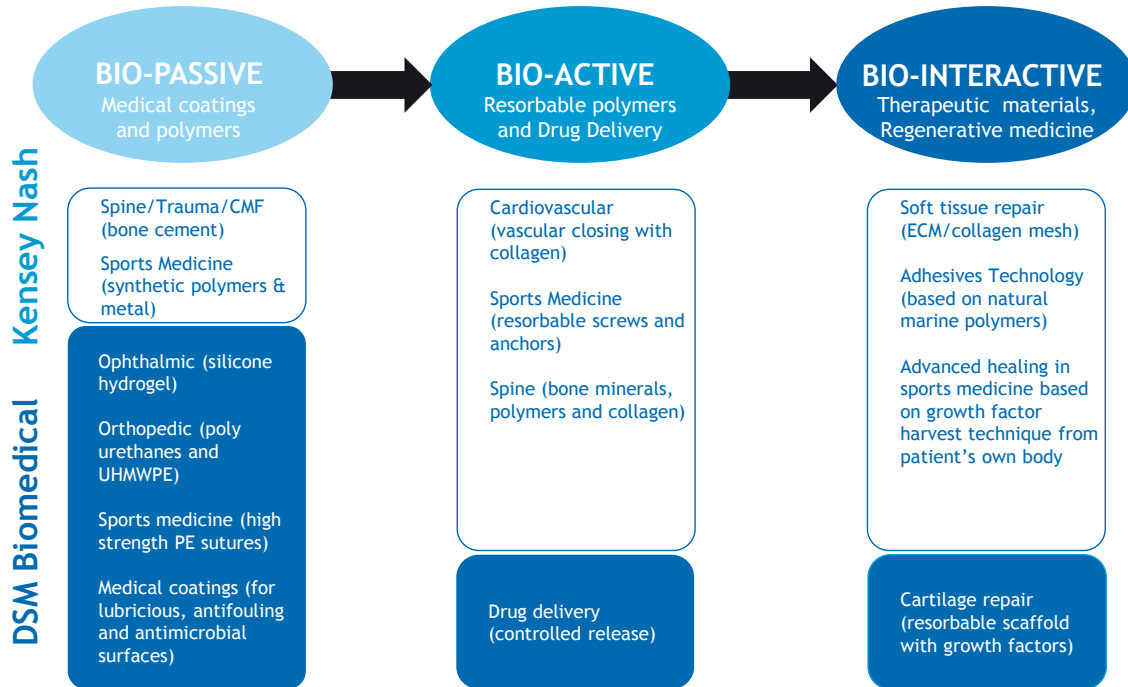 BIO-PASSIVE
Medical coatings
and polymers
BIO-ACTIVE
Resorbable polymers
and Drug Delivery
BIO-INTERACTIVE
Therapeutic materials,
Regenerative medicine
Kensey Nash
Spine/Trauma/CMF
(bone cement)
Sports Medicine
(synthetic polymers &
metal)
Cardiovascular
(vascular closing with
collagen)
Sports Medicine
(resorbable screws and
anchors)
Spine (bone minerals,
polymers and collagen)
Soft tissue repair
(ECM/collagen mesh)
Adhesives Technology
(based on natural
marine polymers)
Advanced healing in
sports medicine based
on growth factor
harvest technique from
patient’s own body
DSM Biomedical
Ophthalmic (silicone
hydrogel)
Orthopedic (poly
urethanes and
UHMWPE)
Sports medicine (high
strength PE sutures)
Medical coatings (for
lubricious, antifouling
and antimicrobial
surfaces)
Drug delivery
(controlled release)
Cartilage repair
(resorbable scaffold
with growth factors)